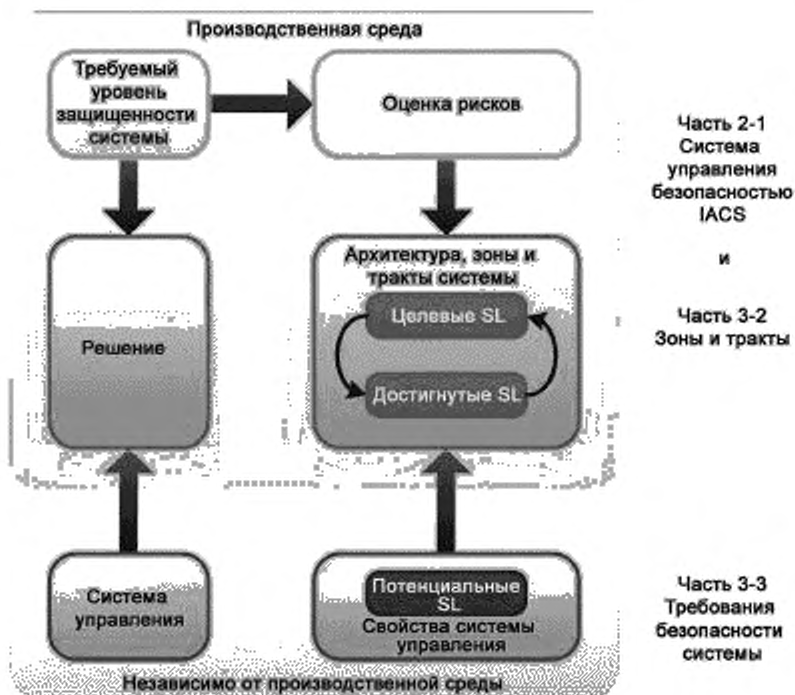 Производственная среда
Требуемый
уровень
защищенности
системы
Оценка рисков
Часть 2-1
Система
управления
безопасностью
IACS
и
Часть 3-2
Зоны и тракты
Архитектура, зоны и
тракты системы
Целевые SL
Достигнутые SL
Решение
Система
управления
Потенциальные
SL
Свойства системы
управления
Часть 3-3
Требования
безопасности
системы
Независимо от производственной среды